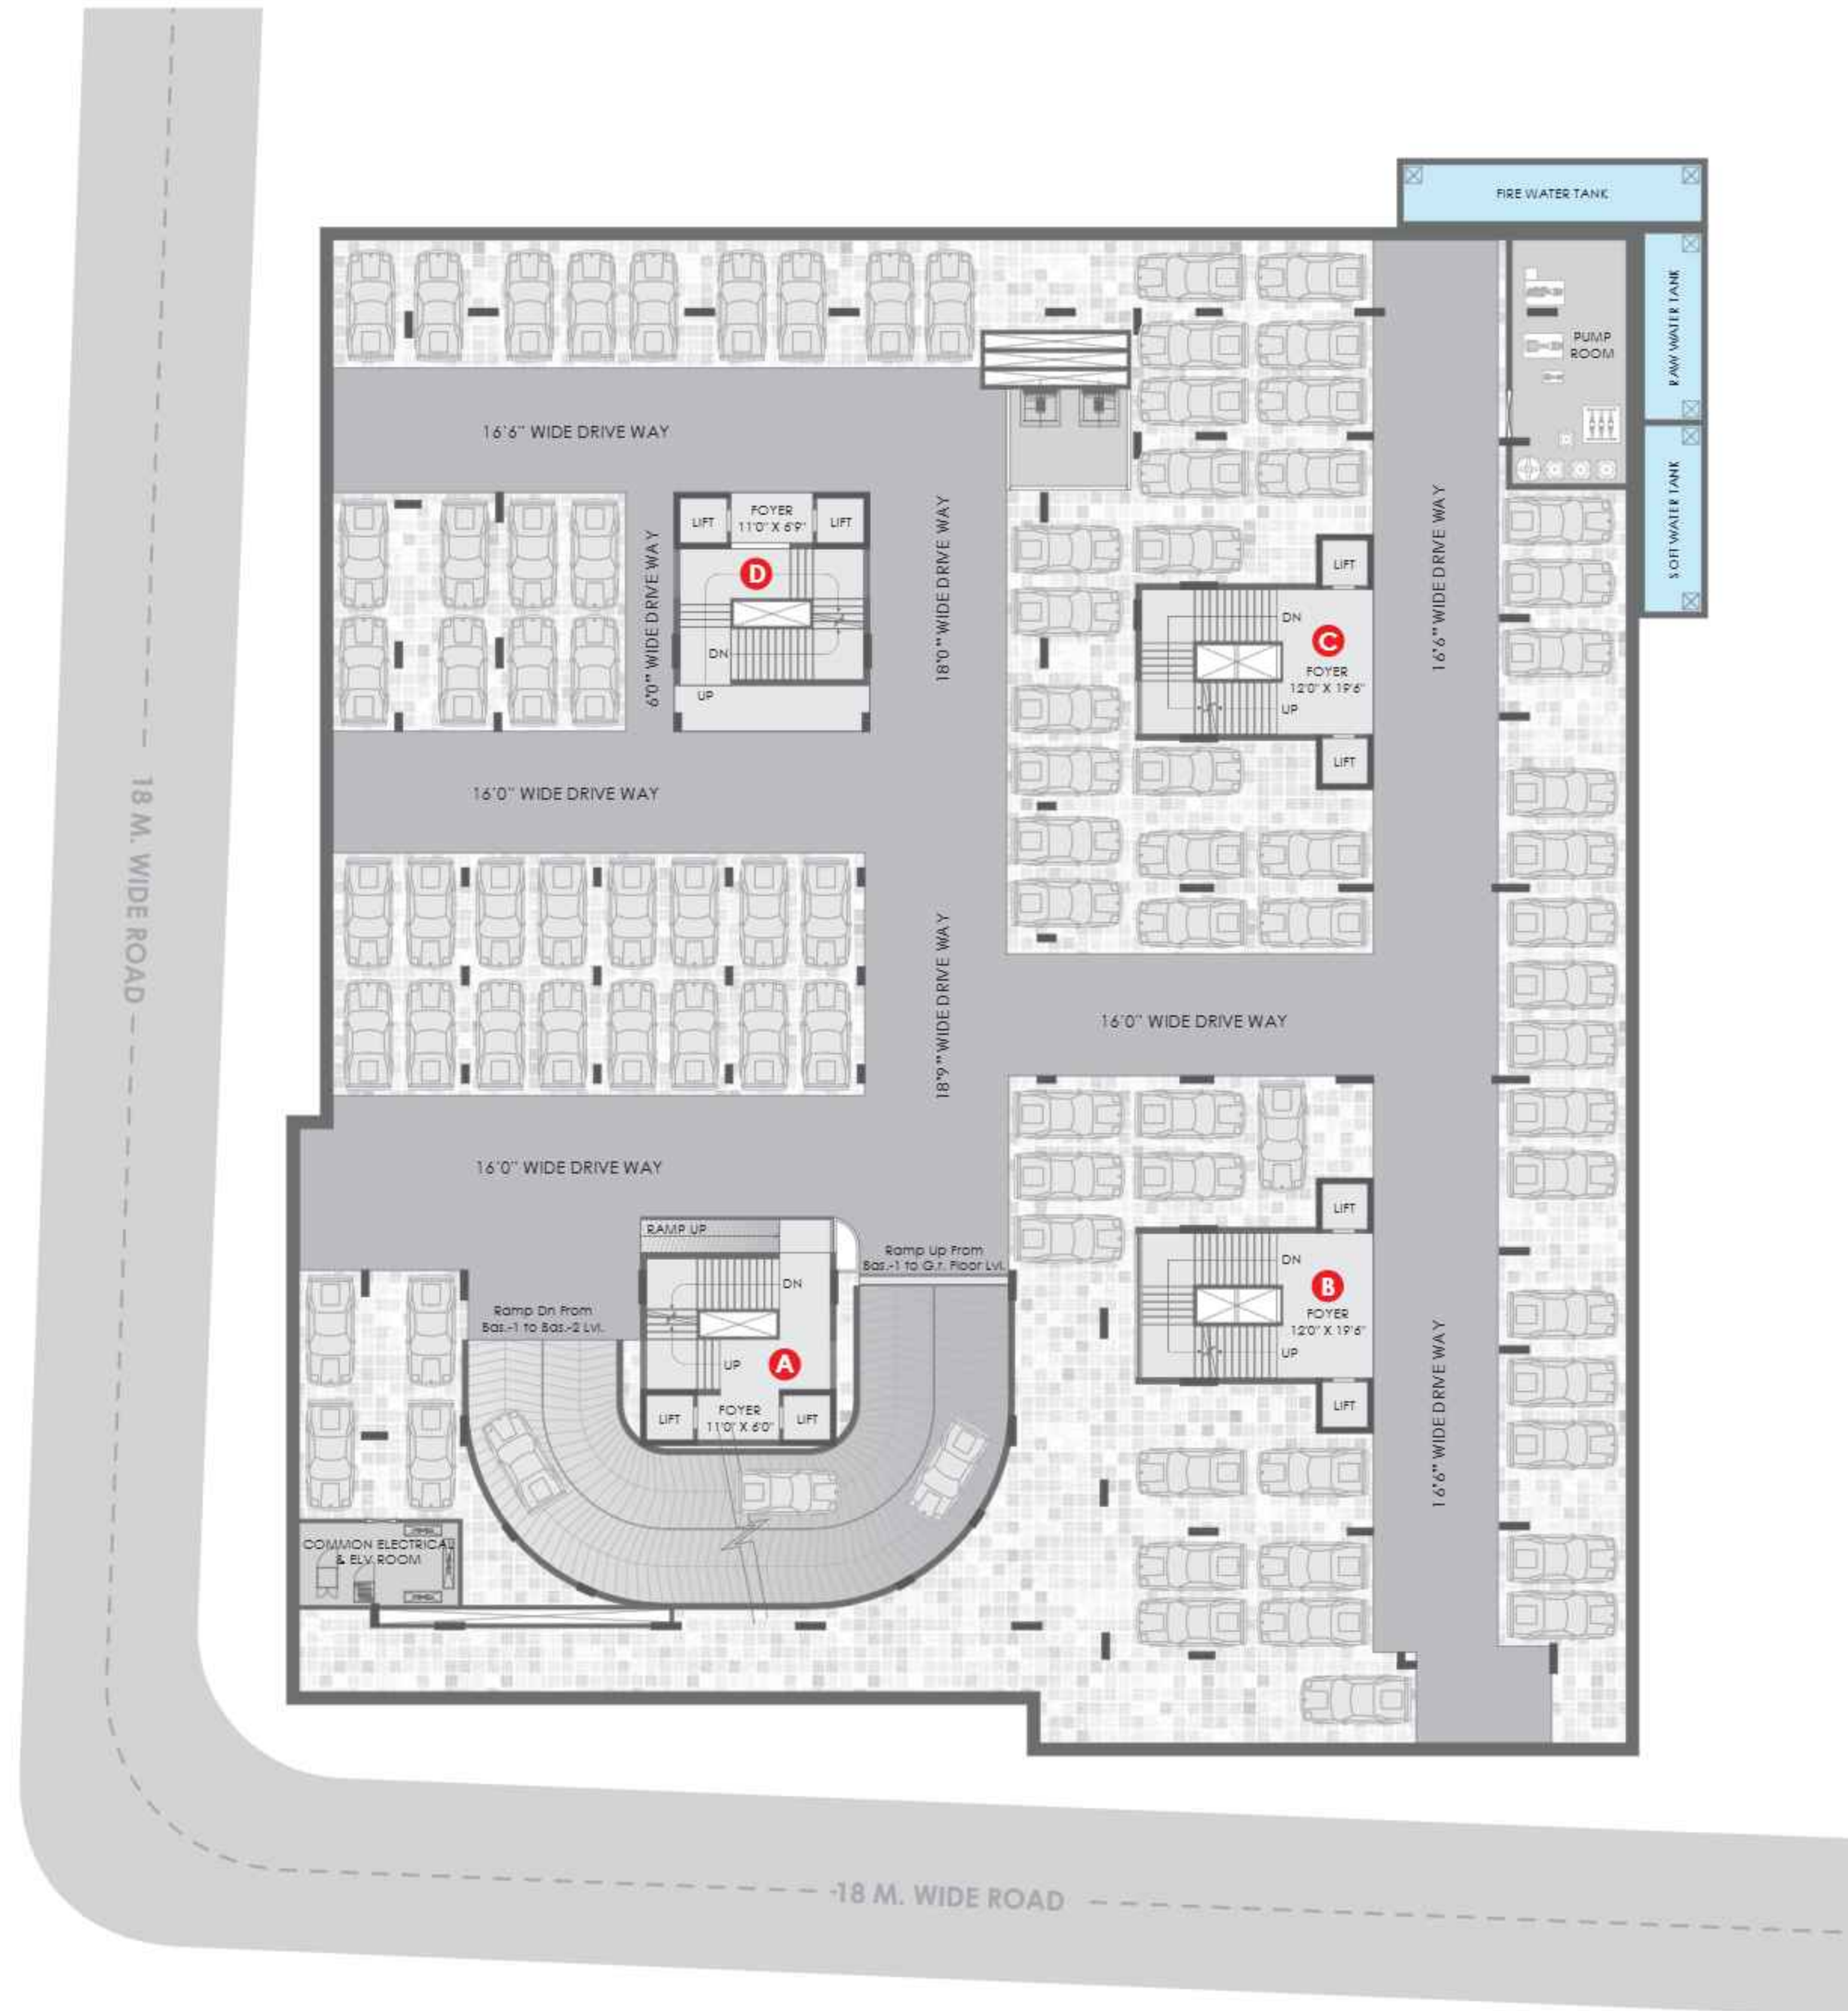 FIRE WATER TANK
RAW WATER TANK
PUMP
ROOM
SOFT WATER TANK
16'6" WIDE DRIVE WAY
LIFT
FOYER
11'0" X 6'9"
LIFT
D
DN
UP
6'0" WIDE DRIVE WAY
18'0" WIDE DRIVE WAY
16'6" WIDE DRIVE WAY
LIFT
DN
C
FOYER
12'0" X 19'6"
UP
LIFT
16'0" WIDE DRIVE WAY
18 M. WIDE ROAD
18'9" WIDE DRIVE WAY
16'0" WIDE DRIVE WAY
16'0" WIDE DRIVE WAY
RAMP UP
Ramp Up From
Bas.-1 to G.r. Floor Lvl.
DN
Ramp Dn From
Bas.-1 to Bas.-2 Lvl.
UP
A
LIFT
FOYER
11'0" X 6'0"
LIFT
LIFT
DN
B
FOYER
12'0" X 19'6"
UP
LIFT
16'6" WIDE DRIVE WAY
COMMON ELECTRICAL
& ELV ROOM
18 M. WIDE ROAD